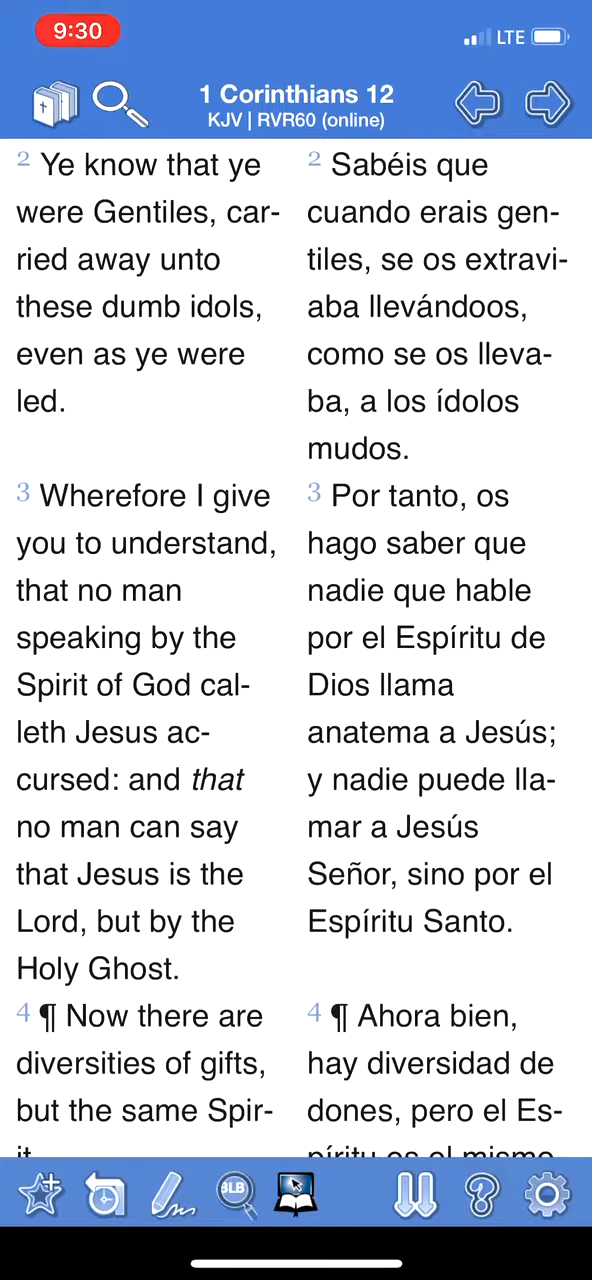 9:30
LTE
1 Corinthians 12
KJV | RVR60 (online)
2 Ye know that ye
were Gentiles, car-
ried away unto
these dumb idols,
even as ye were
led.
3 Wherefore I give
you to understand,
that no man
speaking by the
Spirit of God cal-
leth Jesus ac-
cursed: and that
no man can say
that Jesus is the
Lord, but by the
Holy Ghost.
4 ¶ Now there are
diversities of gifts,
but the same Spir-
it
2 Sabéis que
cuando erais gen-
tiles, se os extravi-
aba llevándoos,
como se os lleva-
ba, a los ídolos
mudos.
3 Por tanto, os
hago saber que
nadie que hable
por el Espíritu de
Dios llama
anatema a Jesús;
y nadie puede lla-
mar a Jesús
Señor, sino por el
Espíritu Santo.
4 ¶ Ahora bien,
hay diversidad de
dones, pero el Es-
píritu es el mismo
BLB